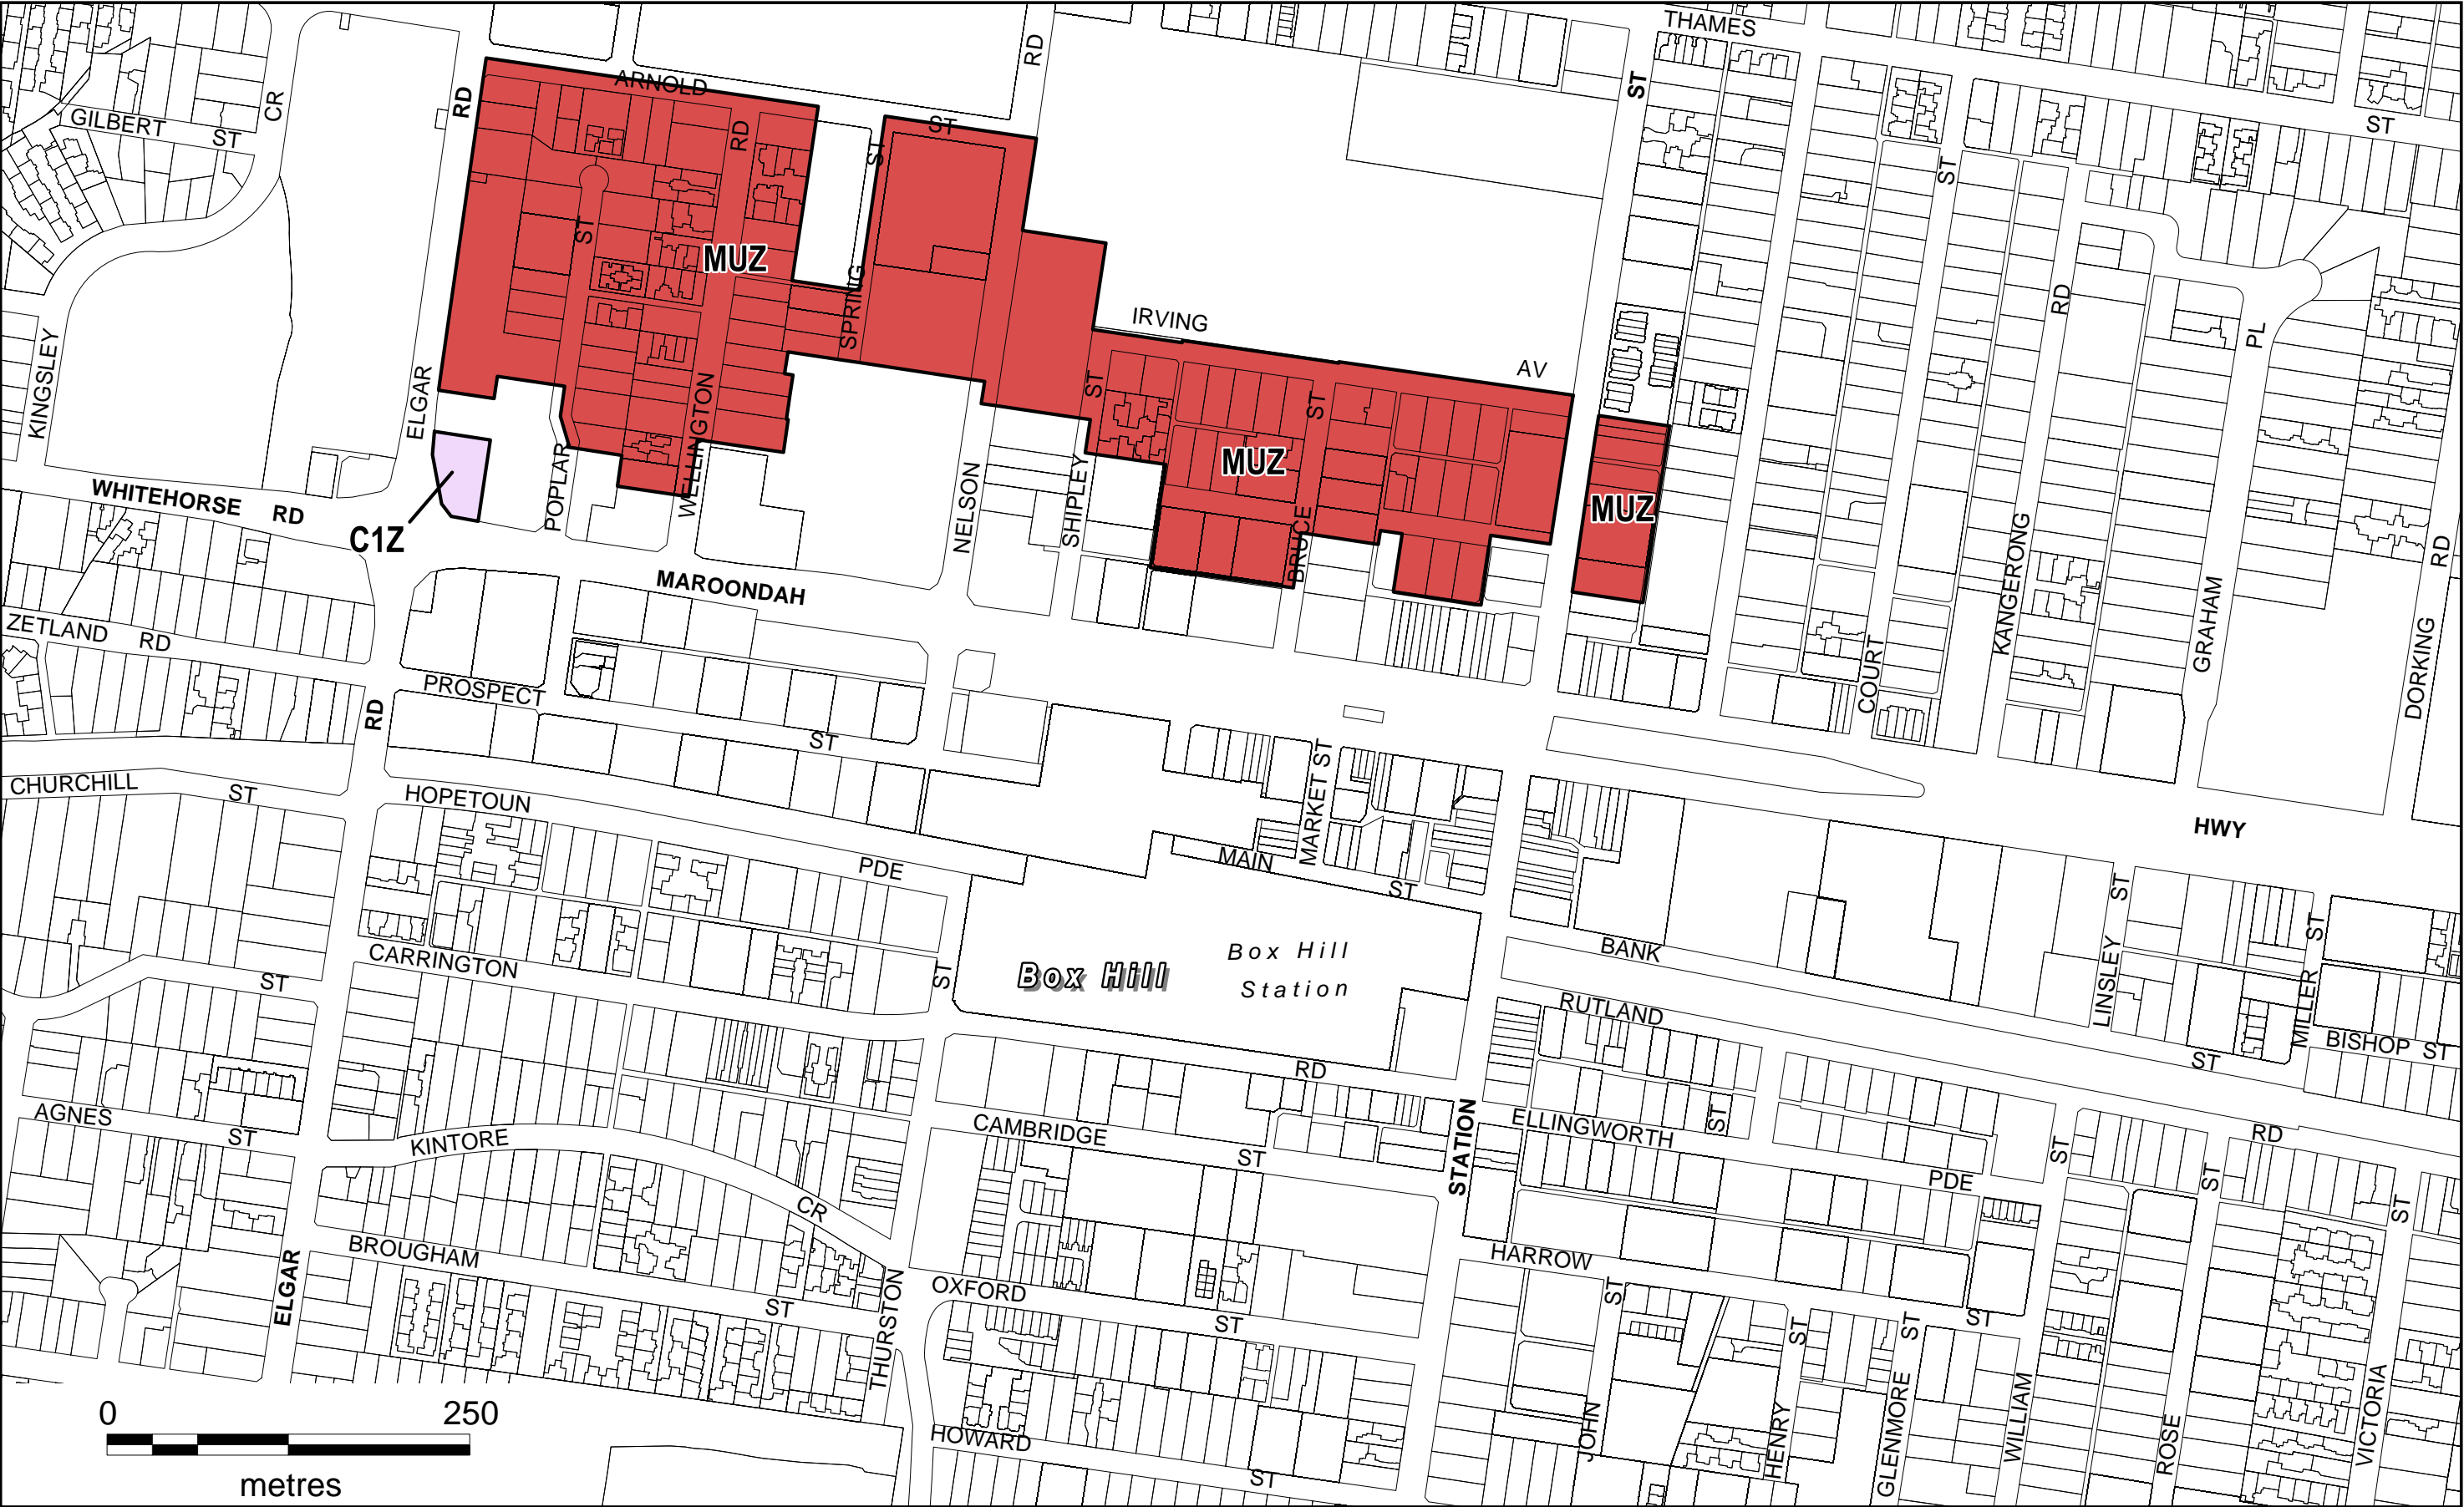 THAMES
ST
ARNOLD
ST
RD
RD
CR
GILBERT
ST
ST
RD
ST
ST
ST
ST
MUZ
SPRING
IRVING
AV
RD
PL
KINGSLEY
ELGAR
POPLAR
WELLINGTON
NELSON
SHIPLEY
ST
ST
MUZ
BRUCE
MUZ
WHITEHORSE RD
C1Z
MAROONDAH
KANGERONG
COURT
GRAHAM
DORKING
RD
ZETLAND
RD
PROSPECT
ST
RD
CHURCHILL
ST
HOPETOUN
PDE
MARKET ST
MAIN
ST
HWY
CARRINGTON
ST
ST
Box Hill
Box Hill
Station
BANK
ST
LINSLEY
ST
MILLER
ST
BISHOP ST
RUTLAND
RD
RD
AGNES
ST
KINTORE
CR
CAMBRIDGE
ST
STATION
ELLINGWORTH
ST
PDE
ST
ST
ST
BROUGHAM
ST
ELGAR
OXFORD
ST
THURSTON
HARROW
ST
ST
ST
ST
JOHN
HENRY
GLENMORE
WILLIAM
ROSE
VICTORIA
HOWARD
ST
0 250
metres